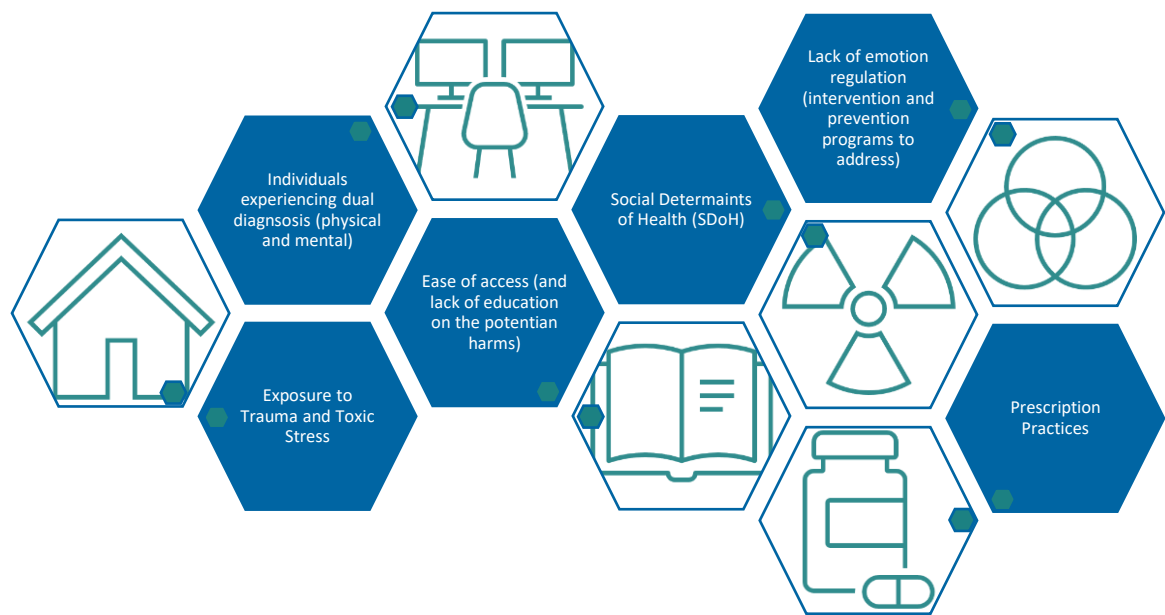 Individuals
experiencing dual
diagnsosis (physical
and mental)
Exposure to
Trauma and Toxic
Stress
Ease of access (and
lack of education
on the potentian
harms)
Social Determaints
of Health (SDoH)
Lack of emotion
regulation
(intervention and
prevention
programs to
address)
Prescription
Practices